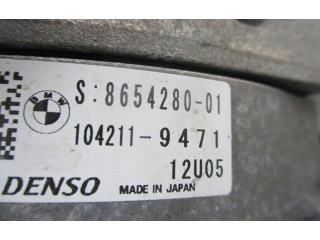 BMW
S:8654280-01
104211-9471
12U05
DENSO
MADE IN JAPAN